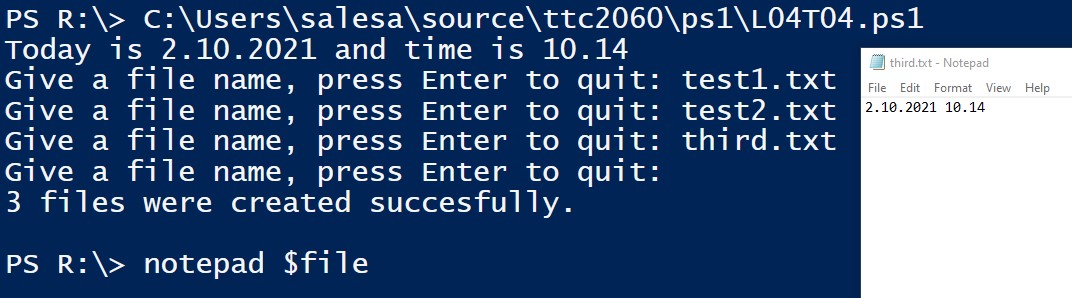 PS R:\> C:\Users\salesa\source\ttc2060\ps1\L04T04.ps1
Today is 2.10.2021 and time is 10.14
Give a file name, press Enter to quit: test1.txt
Give a file name, press Enter to quit: test2.txt
Give a file name, press Enter to quit: third.txt
Give a file name, press Enter to quit:
3 files were created succesfully.
PS R:\> notepad $file
third.txt - Notepad
File Edit Format View Help
2.10.2021 10.14